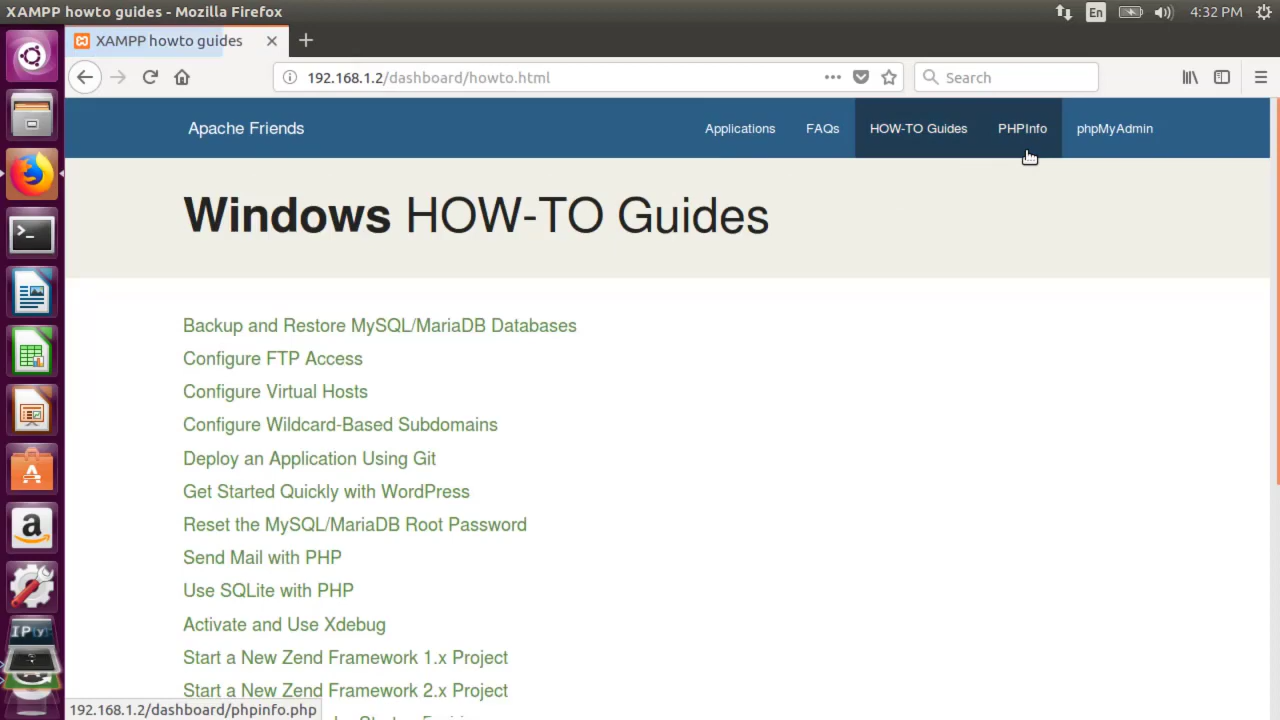 XAMPP howto guides - Mozilla Firefox
En
4:32 PM
XAMPP howto guides
192.168.1.2/dashboard/howto.html
Search
Apache Friends
Applications
FAQs
HOW-TO Guides
PHPInfo
phpMyAdmin
Windows HOW-TO Guides
Backup and Restore MySQL/MariaDB Databases
Configure FTP Access
Configure Virtual Hosts
Configure Wildcard-Based Subdomains
Deploy an Application Using Git
Get Started Quickly with WordPress
Reset the MySQL/MariaDB Root Password
Send Mail with PHP
Use SQLite with PHP
Activate and Use Xdebug
Start a New Zend Framework 1.x Project
Start a New Zend Framework 2.x Project
192.168.1.2/dashboard/phpinfo.php